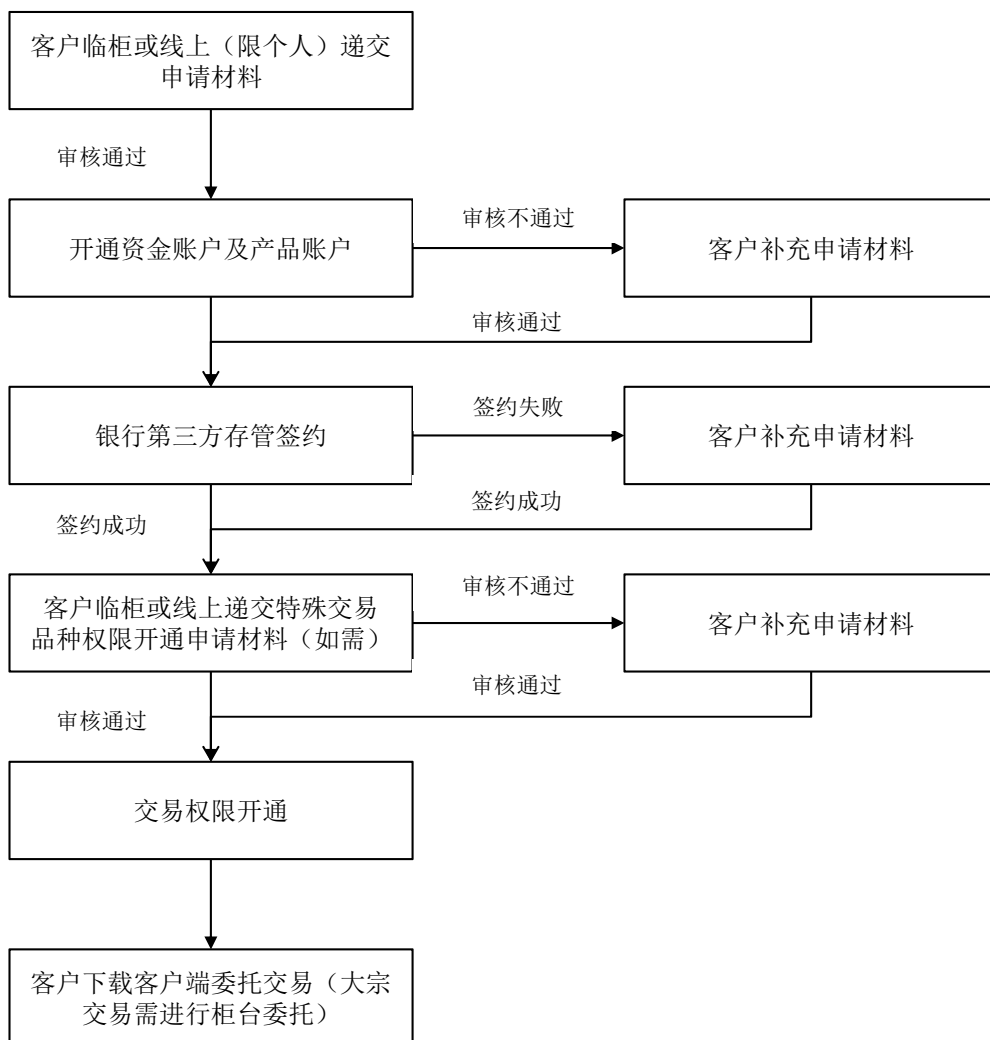 客户临柜或线上（限个人）递交
申请材料
审核通过
开通资金账户及产品账户
审核不通过
客户补充申请材料
审核通过
银行第三方存管签约
签约失败
客户补充申请材料
签约成功
签约成功
客户临柜或线上递交特殊交易
品种权限开通申请材料（如需）
审核不通过
客户补充申请材料
审核通过
审核通过
交易权限开通
客户下载客户端委托交易（大宗
交易需进行柜台委托）